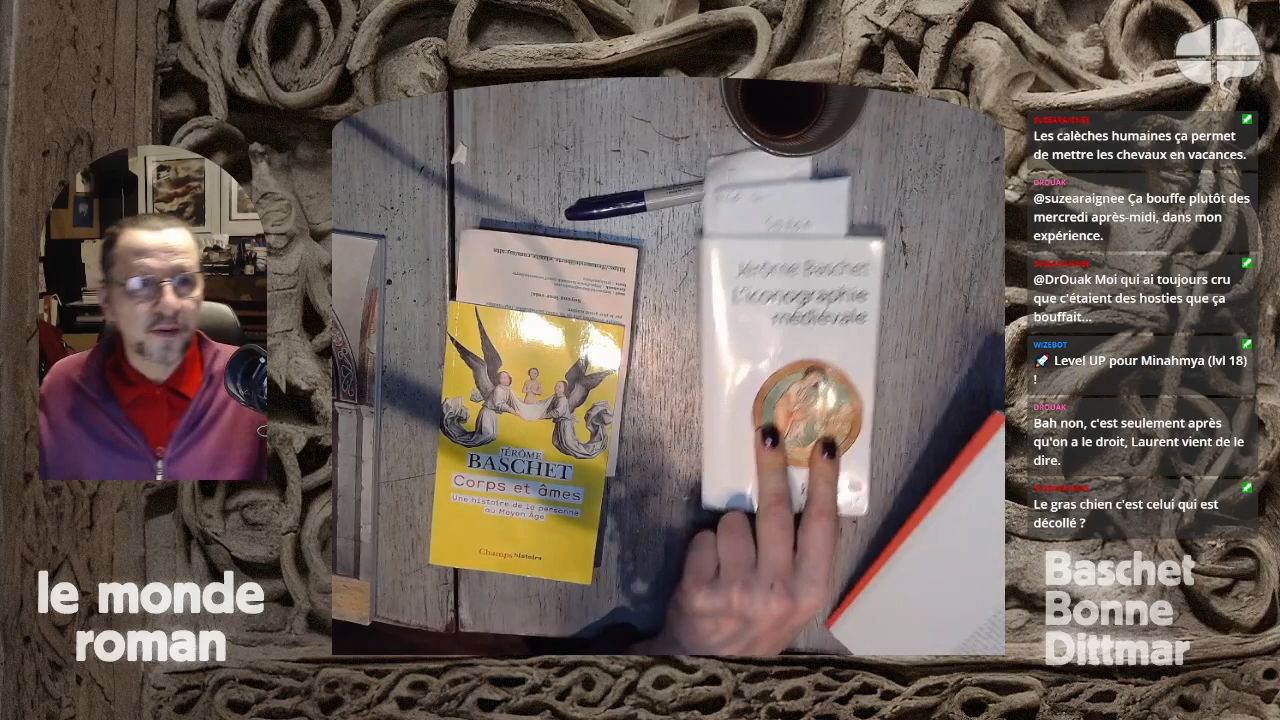 le monde
roman
JÉRÔME
BASCHET
Corps et âmes
Une histoire de la personne
au Moyen Âge
Champs histoire
Jérôme Baschet
L'iconographie
médiévale
SUZEARAIGNEE
Les calèches humaines ça permet
de mettre les chevaux en vacances.
DROUAK
@suzearaignee Ça bouffe plutôt des
mercredi après-midi, dans mon
expérience.
SUZEARAIGNEE
@DrOuak Moi qui ai toujours cru
que c'étaient des hosties que ça
bouffait...
WIZEBOT
🚀 Level UP pour Minahmya (lvl 18)
!
DROUAK
Bah non, c'est seulement après
qu'on a le droit, Laurent vient de le
dire.
SUZEARAIGNEE
Le gras chien c'est celui qui est
décollé ?
Baschet
Bonne
Dittmar